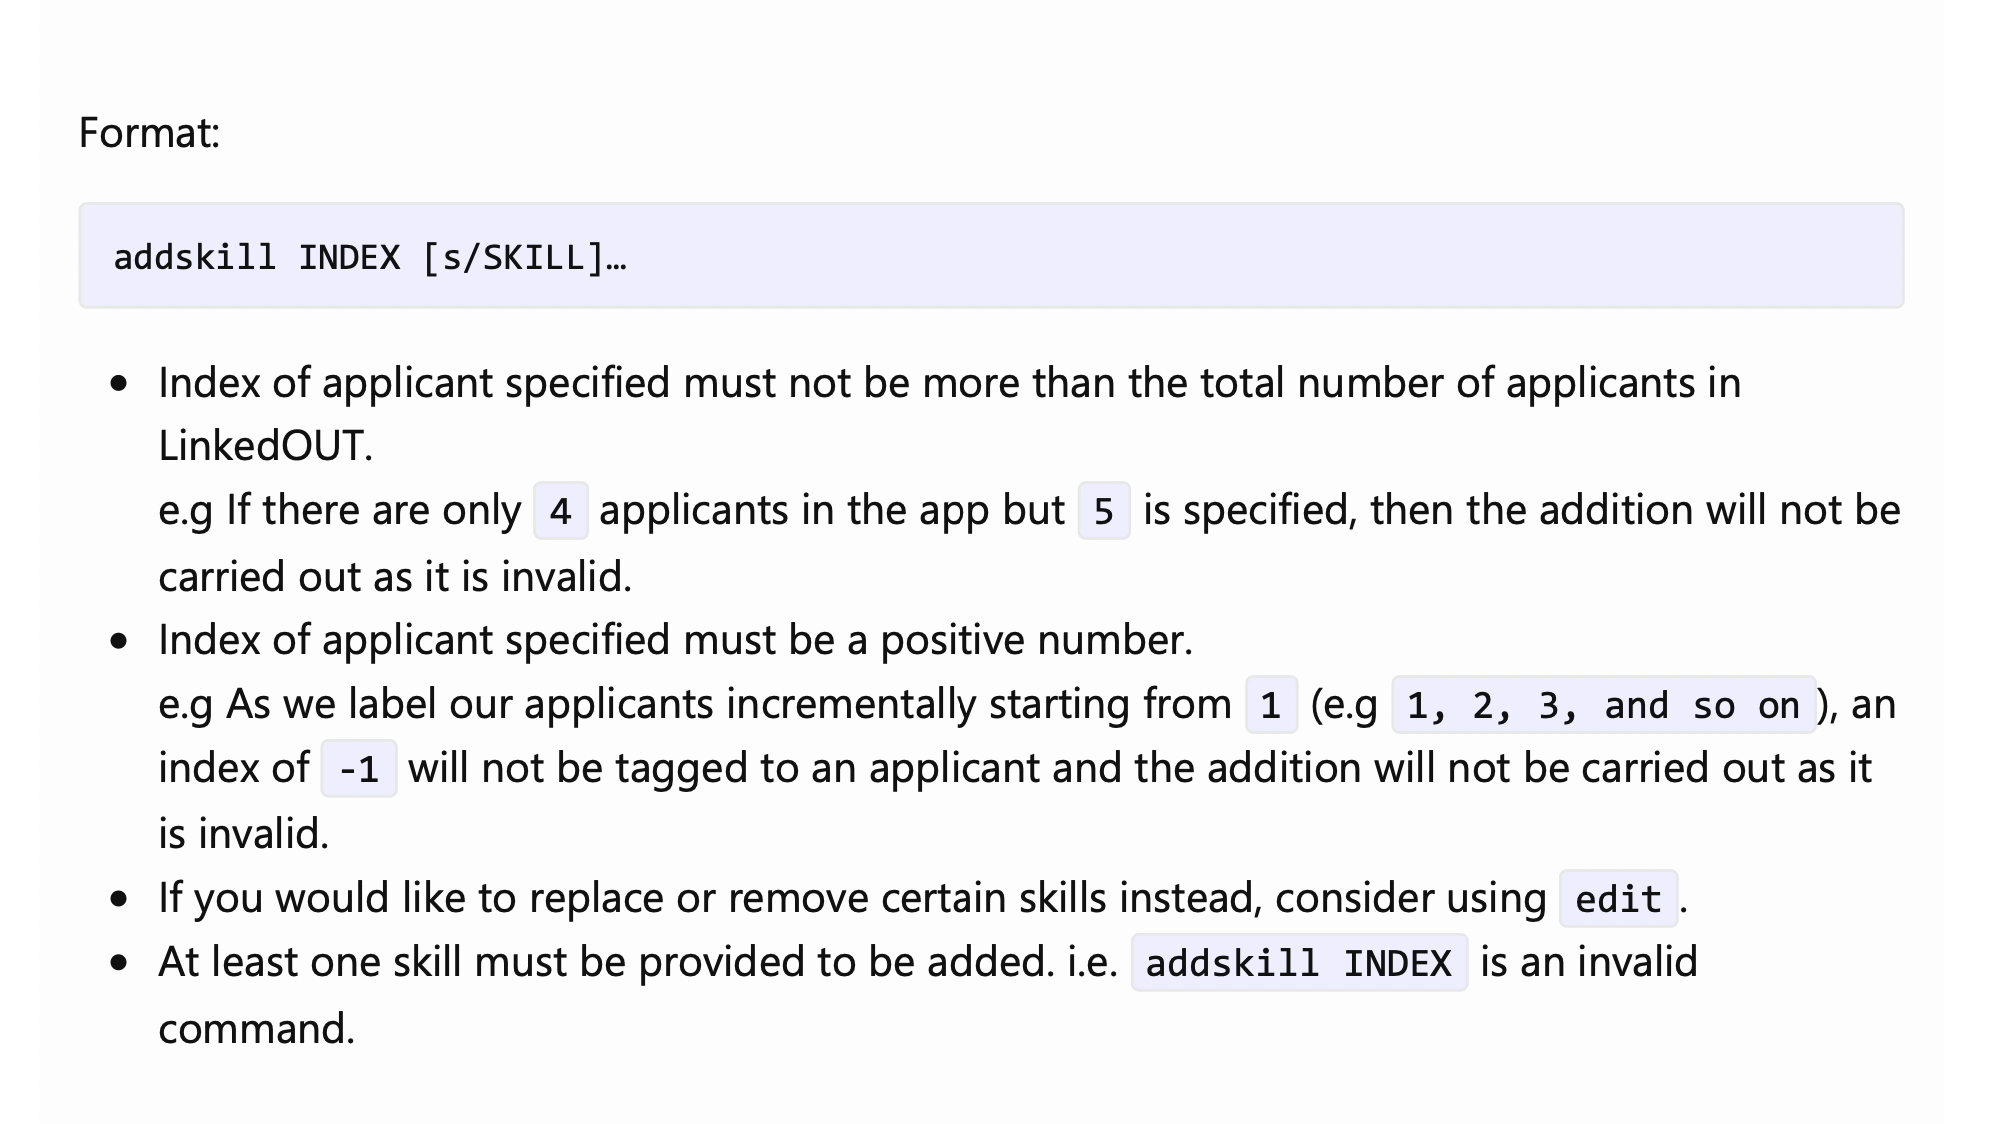 Format:
addskill INDEX [s/SKILL]…
• Index of applicant specified must not be more than the total number of applicants in
LinkedOUT.
e.g If there are only 4 applicants in the app but 5 is specified, then the addition will not be
carried out as it is invalid.
• Index of applicant specified must be a positive number.
e.g As we label our applicants incrementally starting from 1 (e.g 1, 2, 3, and so on), an
index of -1 will not be tagged to an applicant and the addition will not be carried out as it
is invalid.
• If you would like to replace or remove certain skills instead, consider using edit.
• At least one skill must be provided to be added. i.e. addskill INDEX is an invalid
command.